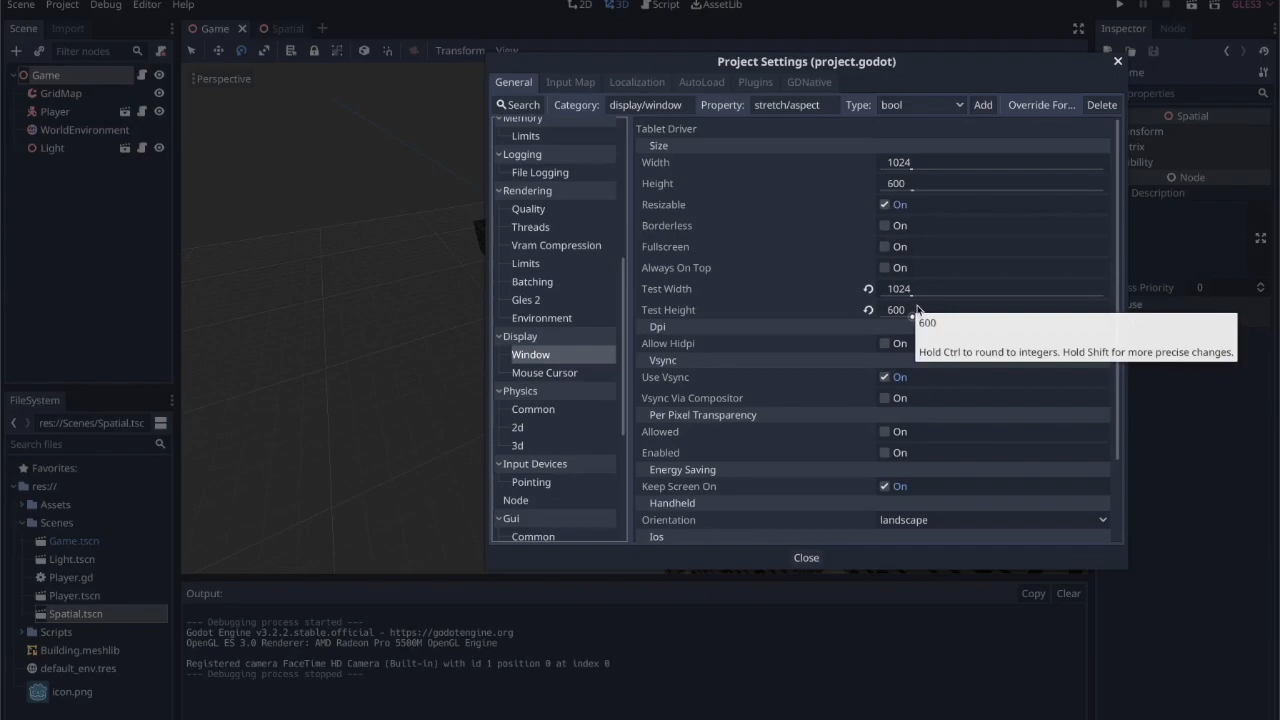 Scene Project Debug Editor Help
2D 3D Script AssetLib
GLES3
Scene Import
Game Spatial
Inspector Node
Filter nodes
Transform View
Game
GridMap
Player
WorldEnvironment
Light
Perspective
Project Settings (project.godot)
General Input Map Localization AutoLoad Plugins GDNative
Search Category: display/window Property: stretch/aspect Type: bool Add Override For... Delete
Memory
Limits
Logging
File Logging
Rendering
Quality
Threads
Vram Compression
Limits
Batching
Gles 2
Environment
Display
Window
Mouse Cursor
Physics
Common
2d
3d
Input Devices
Pointing
Node
Gui
Common
Tablet Driver
Size
Width 1024
Height 600
Resizable On
Borderless On
Fullscreen On
Always On Top On
Test Width 1024
Test Height 600
Dpi
Allow Hidpi On
Vsync
Use Vsync On
Vsync Via Compositor On
Per Pixel Transparency
Allowed On
Enabled On
Energy Saving
Keep Screen On On
Handheld
Orientation landscape
Ios
Close
600
Hold Ctrl to round to integers. Hold Shift for more precise changes.
me
properties
Spatial
ansform
trix
ibility
Node
Description
ss Priority 0
use
FileSystem
res://Scenes/Spatial.tsc
Search files
Favorites:
res://
Assets
Scenes
Game.tscn
Light.tscn
Player.gd
Player.tscn
Spatial.tscn
Scripts
Building.meshlib
default_env.tres
icon.png
Output: Copy Clear
--- Debugging process started ---
Godot Engine v3.2.2.stable.official - https://godotengine.org
OpenGL ES 3.0 Renderer: AMD Radeon Pro 5500M OpenGL Engine
Registered camera FaceTime HD Camera (Built-in) with id 1 position 0 at index 0
--- Debugging process stopped ---